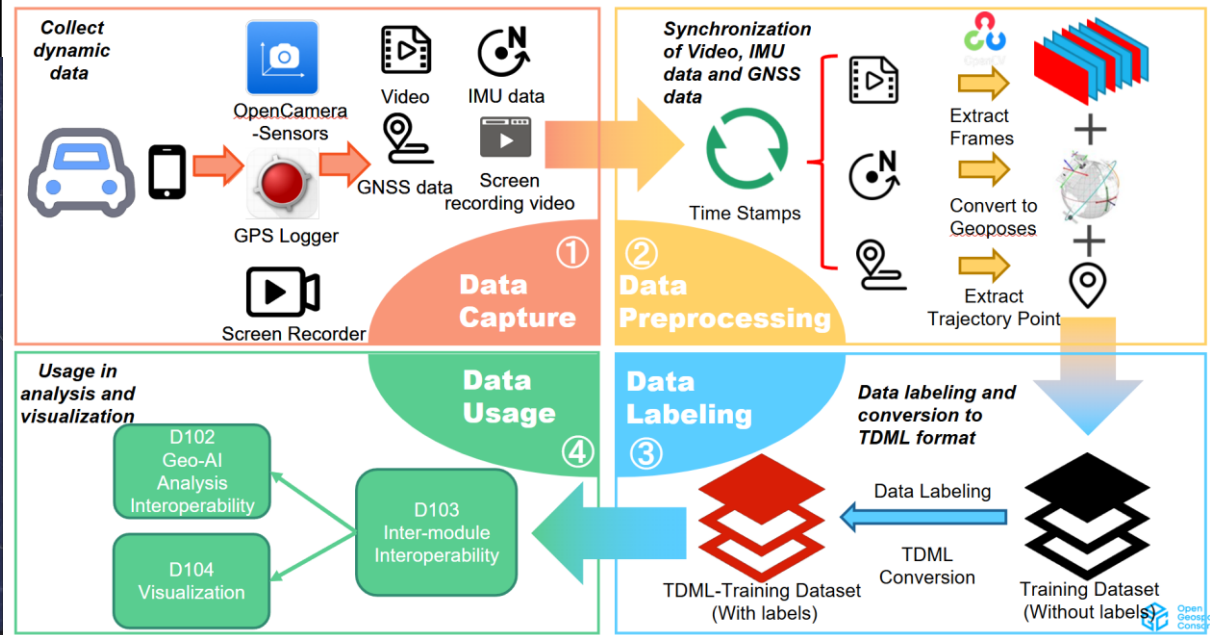 Collect
dynamic
data
OpenCamera
-Sensors
Video
N
IMU data
GPS Logger
GNSS data
Screen
recording video
Screen Recorder
①
Data
Capture
Synchronization
of Video, IMU
data and GNSS
data
Time Stamps
N
OpenCV
Extract
Frames
+
Convert to
Geoposes
+
Extract
Trajectory Point
②
Data
Preprocessing
Usage in
analysis and
visualization
Data
Usage
④
D102
Geo-AI
Analysis
Interoperability
D103
Inter-module
Interoperability
D104
Visualization
Data
Labeling
③
Data labeling and
conversion to
TDML format
Data Labeling
TDML
Conversion
TDML-Training Dataset
(With labels)
Training Dataset
(Without labels)
Open